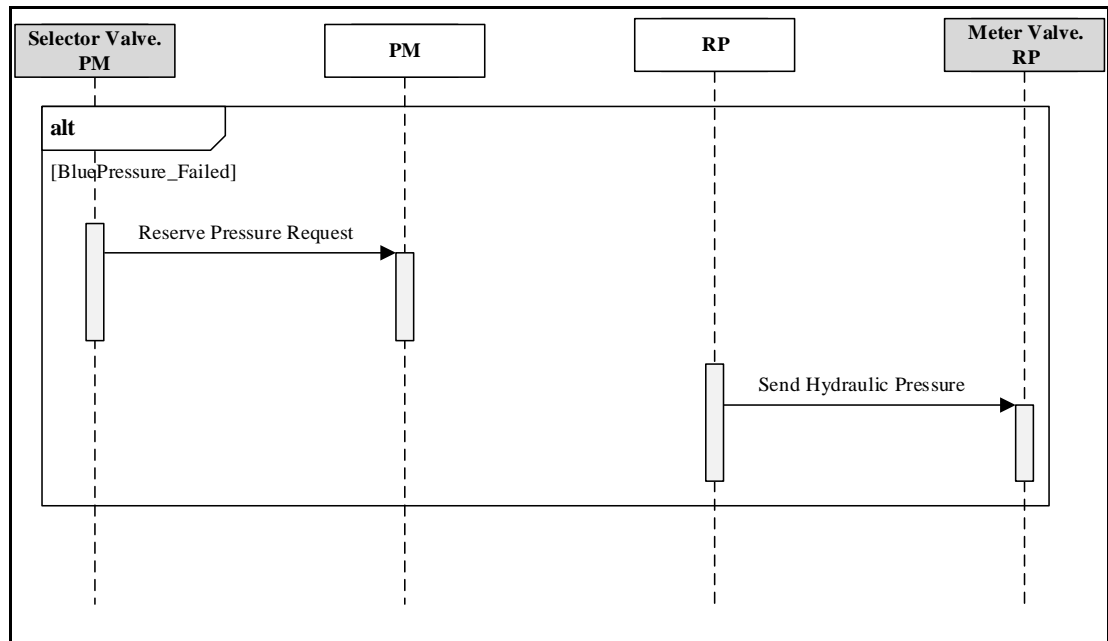 Selector Valve.
PM
PM
RP
Meter Valve.
RP
alt
[BluePressure_Failed]
Reserve Pressure Request
Send Hydraulic Pressure